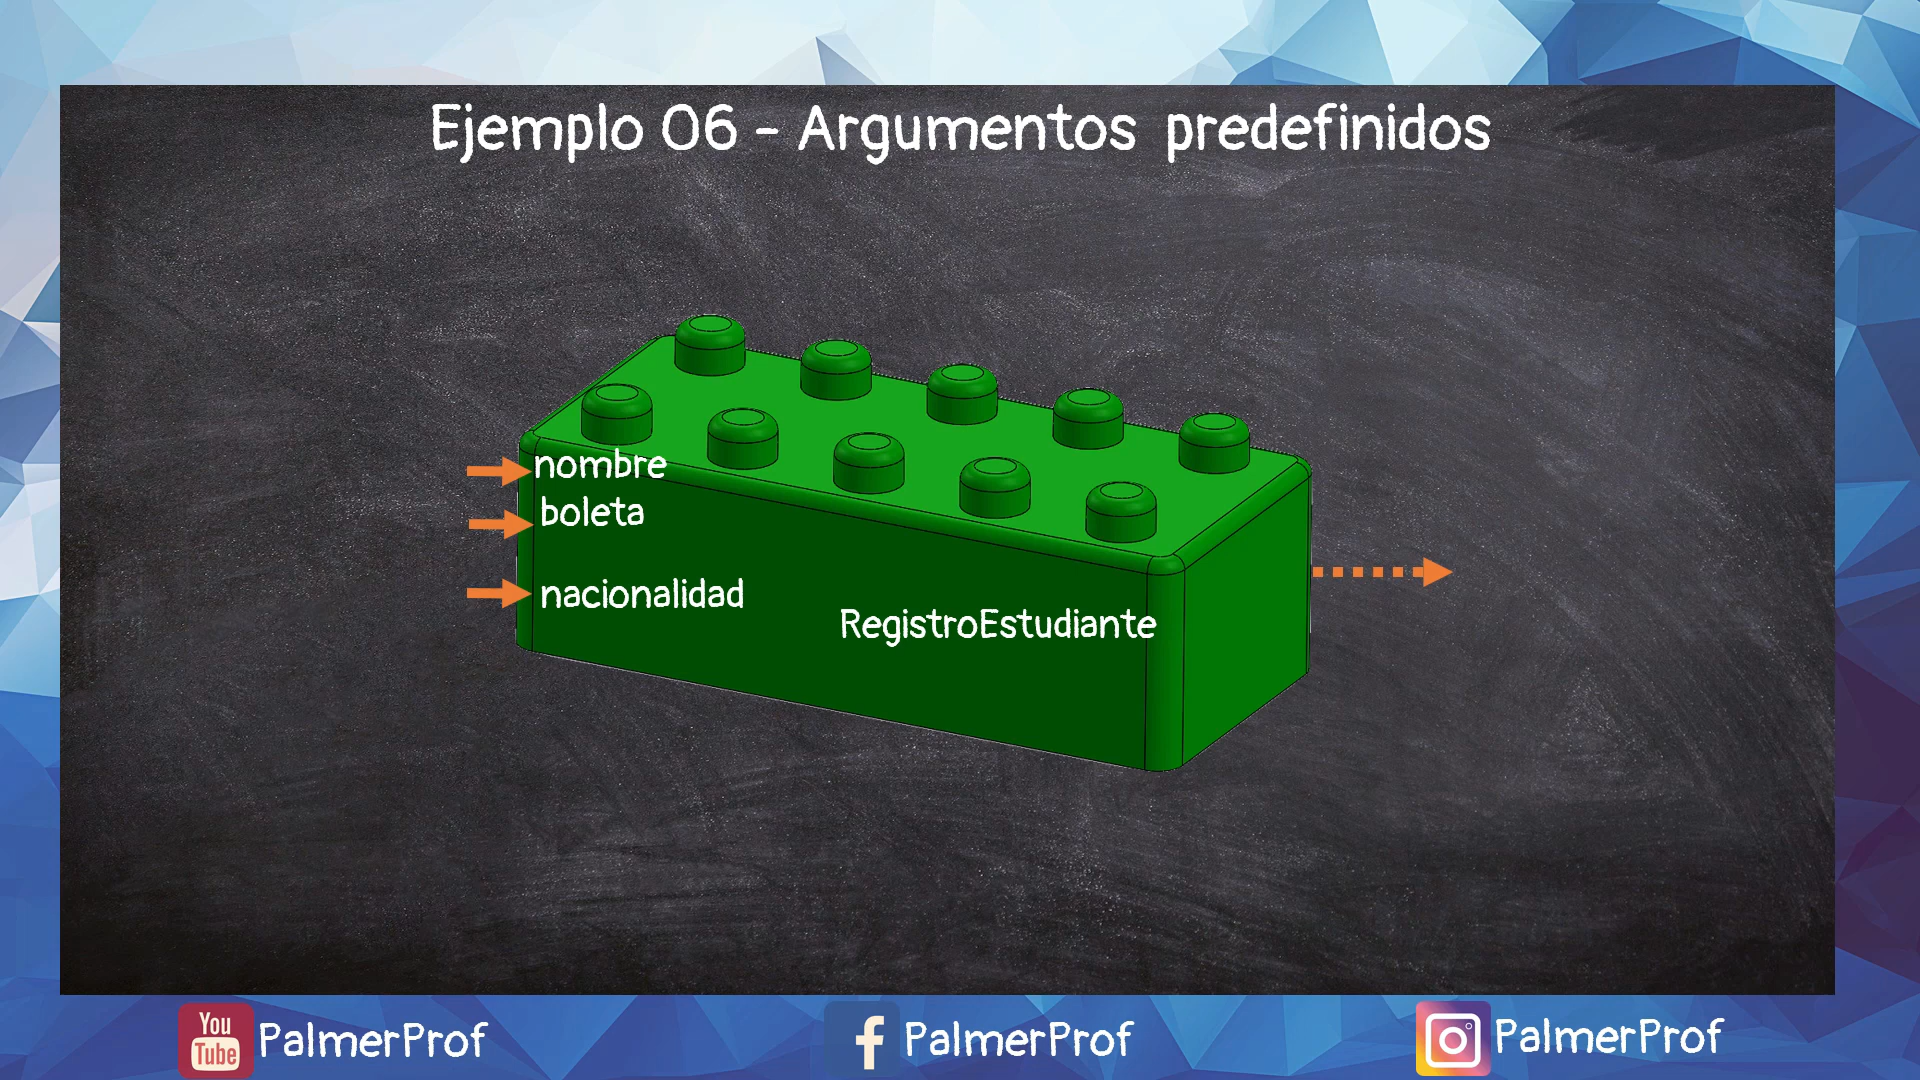 Ejemplo 06 - Argumentos predefinidos
nombre
boleta
nacionalidad
RegistroEstudiante
You
Tube
PalmerProf
f
PalmerProf
PalmerProf